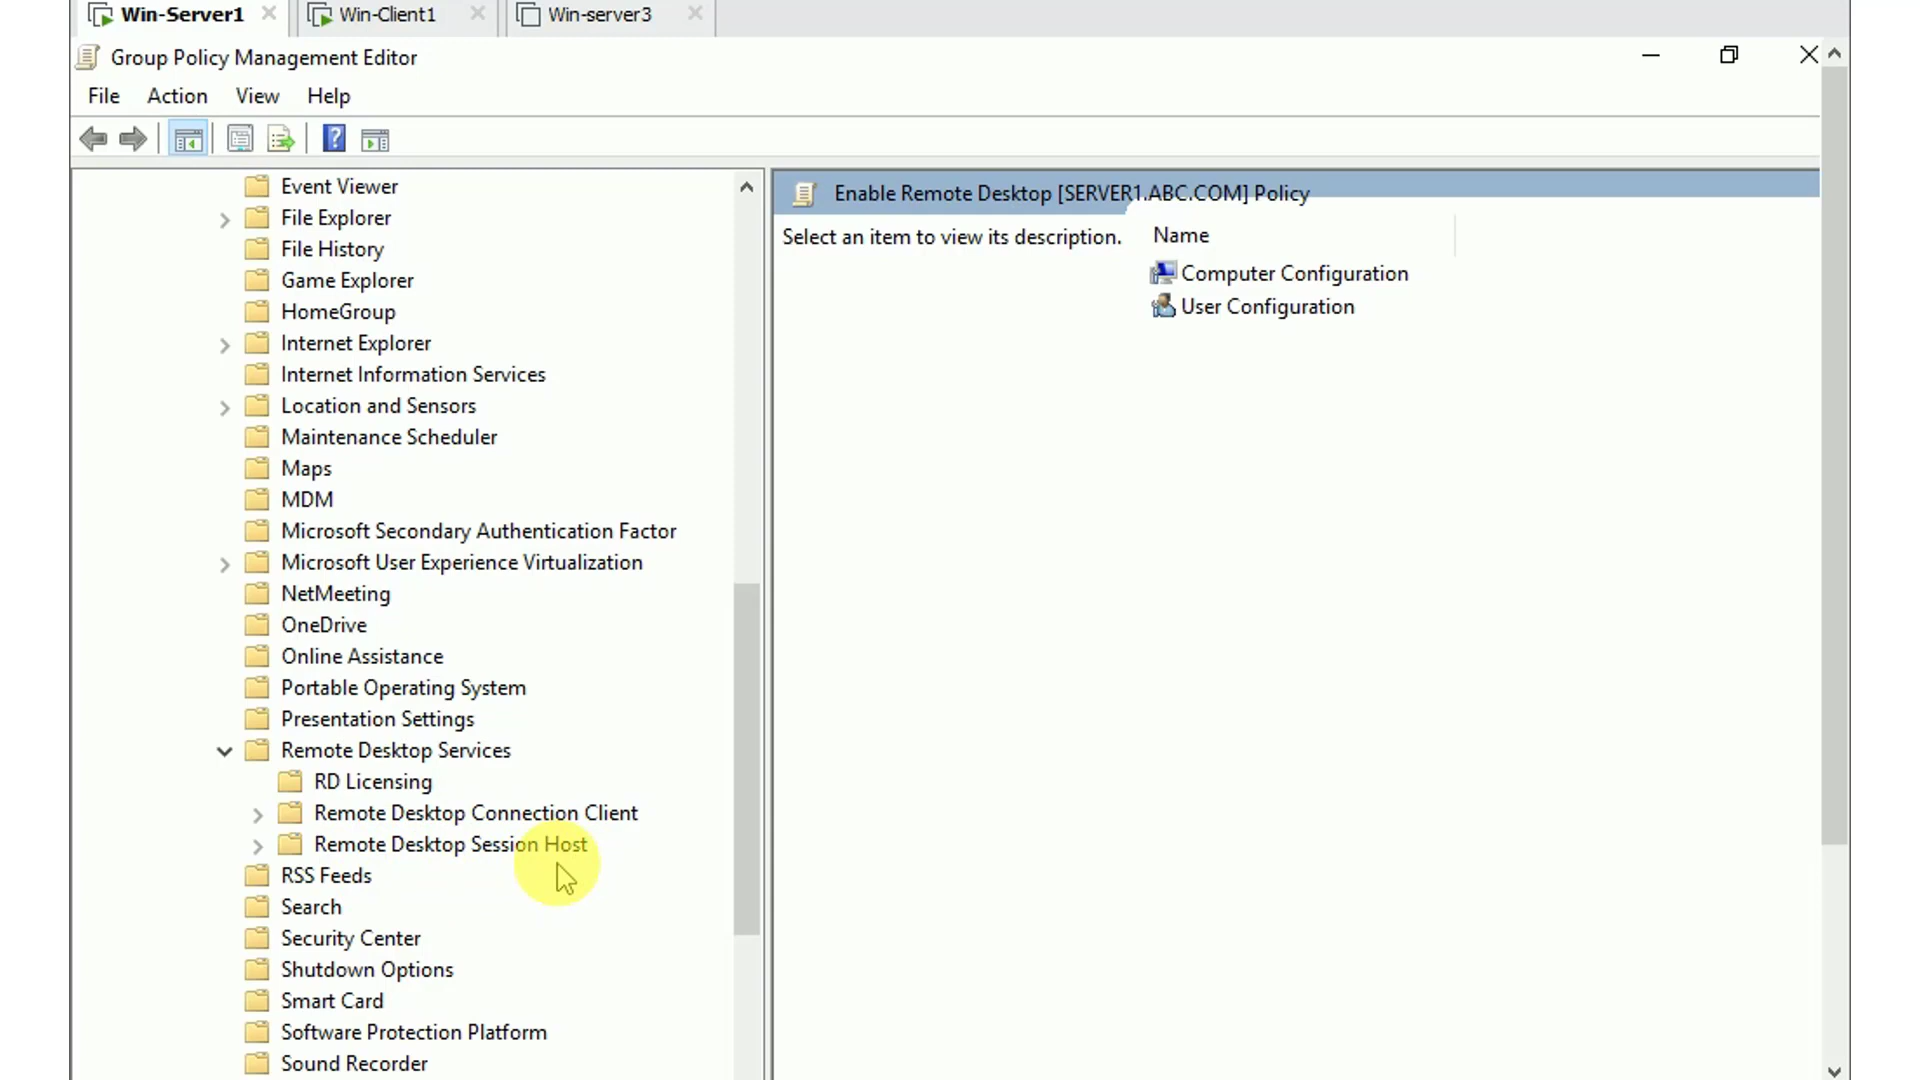 Win-Server1
Win-Client1
Win-server3
Group Policy Management Editor
File
Action
View
Help
Event Viewer
File Explorer
File History
Game Explorer
HomeGroup
Internet Explorer
Internet Information Services
Location and Sensors
Maintenance Scheduler
Maps
MDM
Microsoft Secondary Authentication Factor
Microsoft User Experience Virtualization
NetMeeting
OneDrive
Online Assistance
Portable Operating System
Presentation Settings
Remote Desktop Services
RD Licensing
Remote Desktop Connection Client
Remote Desktop Session Host
RSS Feeds
Search
Security Center
Shutdown Options
Smart Card
Software Protection Platform
Sound Recorder
Enable Remote Desktop [SERVER1.ABC.COM] Policy
Select an item to view its description.
Name
Computer Configuration
User Configuration